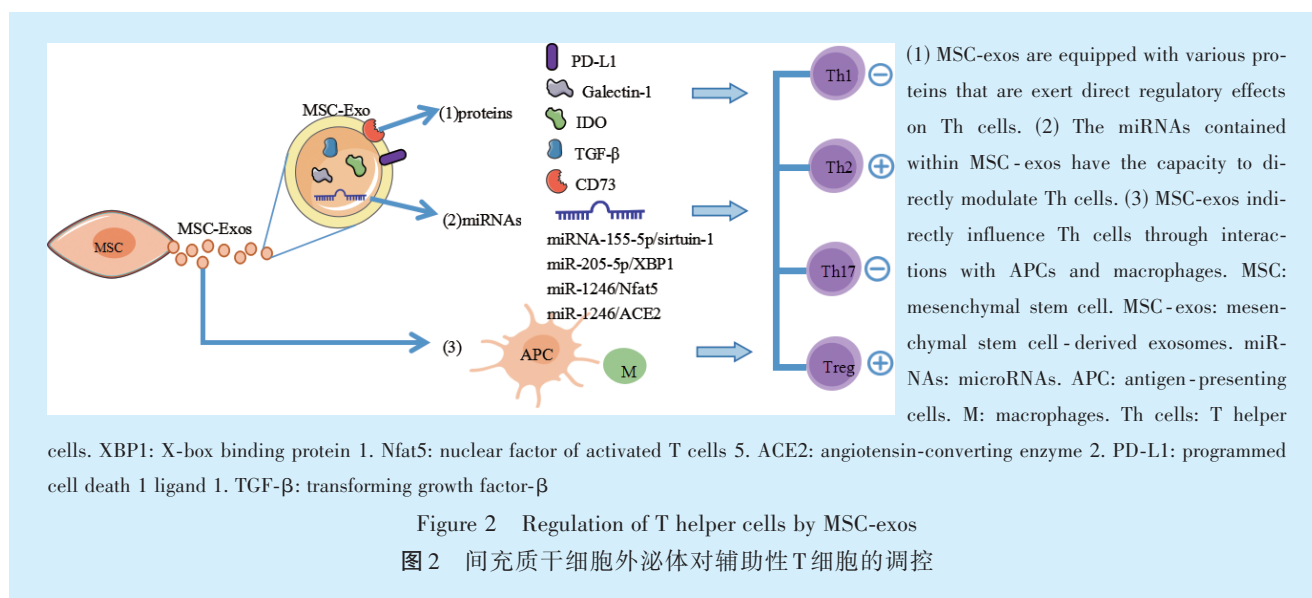 MSC
MSC-Exos
MSC-Exo
(1)proteins
(2)miRNAs
(3)
PD-L1
Galectin-1
IDO
TGF-β
CD73
miRNA-155-5p/sirtuin-1
miR-205-5p/XBP1
miR-1246/Nfat5
miR-1246/ACE2
APC
M
Th1
Th2
Th17
Treg
(1) MSC-exos are equipped with various pro-
teins that are exert direct regulatory effects
on Th cells. (2) The miRNAs contained
within MSC-exos have the capacity to di-
rectly modulate Th cells. (3) MSC-exos indi-
rectly influence Th cells through interac-
tions with APCs and macrophages. MSC:
mesenchymal stem cell. MSC-exos: mesen-
chymal stem cell-derived exosomes. miR-
NAs: microRNAs. APC: antigen-presenting
cells. M: macrophages. Th cells: T helper
cells. XBP1: X-box binding protein 1. Nfat5: nuclear factor of activated T cells 5. ACE2: angiotensin-converting enzyme 2. PD-L1: programmed
cell death 1 ligand 1. TGF-β: transforming growth factor-β
Figure 2 Regulation of T helper cells by MSC-exos
图2 间充质干细胞外泌体对辅助性T细胞的调控